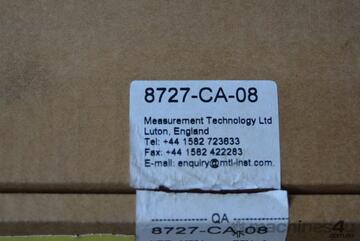 8727-CA-08
Measurement Technology Ltd
Luton, England
Tel: +44 1582 723633
Fax: +44 1582 422283
E-mail: enquiry@mtl-inst.com.
QA
8727-CA-08